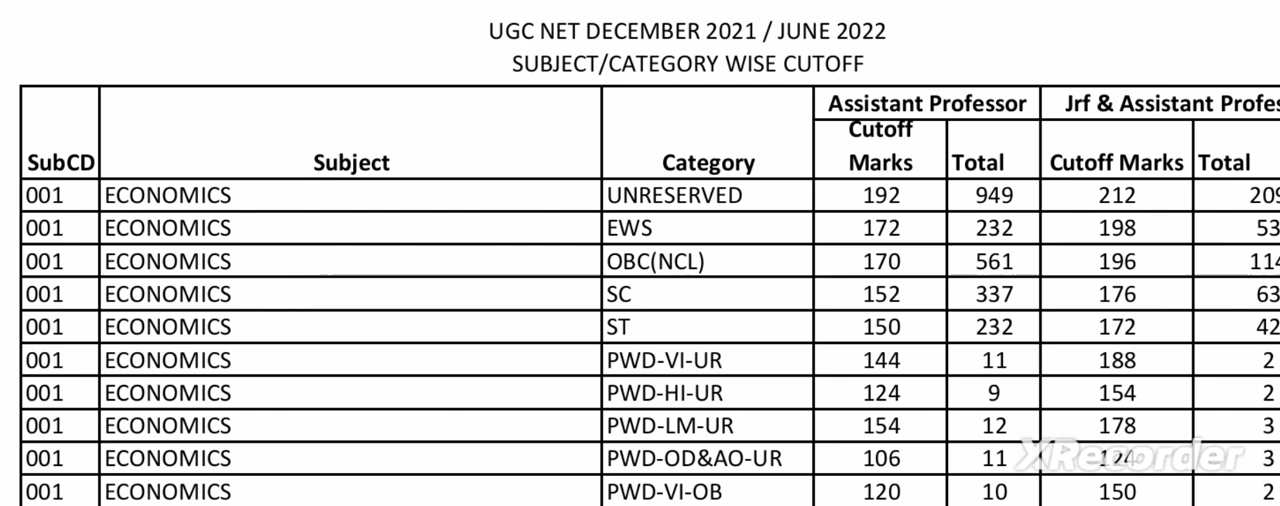 UGC NET DECEMBER 2021 / JUNE 2022
SUBJECT/CATEGORY WISE CUTOFF
Assistant Professor Jrf & Assistant Profes
SubCD Subject Category Cutoff Marks Total Cutoff Marks Total
001 ECONOMICS UNRESERVED 192 949 212 209
001 ECONOMICS EWS 172 232 198 53
001 ECONOMICS OBC(NCL) 170 561 196 114
001 ECONOMICS SC 152 337 176 63
001 ECONOMICS ST 150 232 172 42
001 ECONOMICS PWD-VI-UR 144 11 188 2
001 ECONOMICS PWD-HI-UR 124 9 154 2
001 ECONOMICS PWD-LM-UR 154 12 178 3
001 ECONOMICS PWD-OD&AO-UR 106 11 3
001 ECONOMICS PWD-VI-OB 120 10 150 2
XRecorder